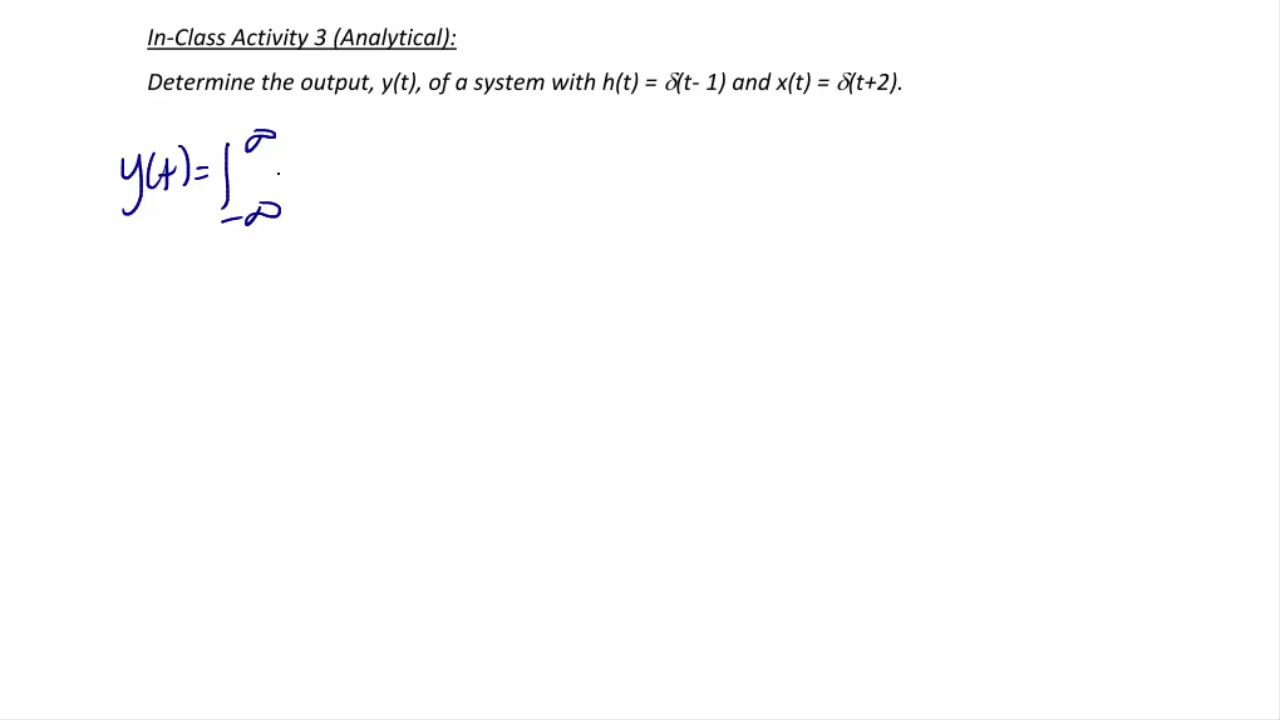 In-Class Activity 3 (Analytical):
Determine the output, y(t), of a system with h(t) = δ(t- 1) and x(t) = δ(t+2).
y(t)= ∫_{-∞}^{∞}